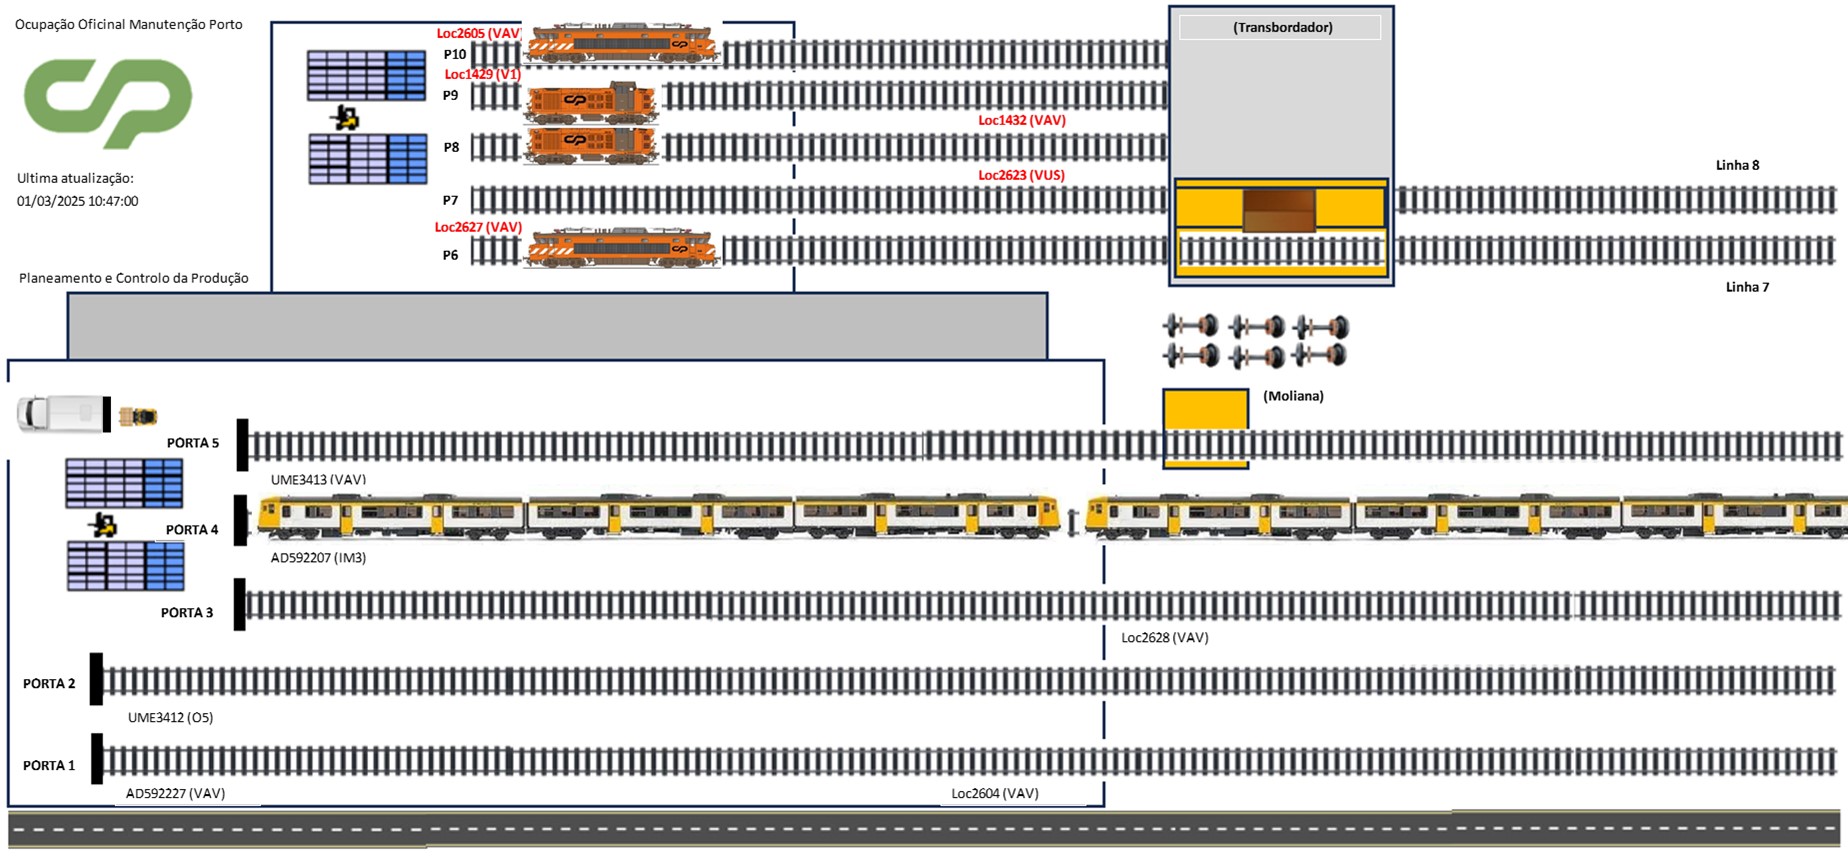 Ocupação Oficinal Manutenção Porto
CP
Ultima atualização:
01/03/2025 10:47:00
Planeamento e Controlo da Produção
Loc2605 (VAV)
P10
Loc1429 (V1)
P9
Loc1432 (VAV)
P8
Loc2623 (VUS)
P7
Loc2627 (VAV)
P6
(Transbordador)
Linha 8
Linha 7
(Moliana)
PORTA 5
UME3413 (VAV)
PORTA 4
AD592207 (IM3)
PORTA 3
Loc2628 (VAV)
PORTA 2
UME3412 (O5)
PORTA 1
AD592227 (VAV)
Loc2604 (VAV)